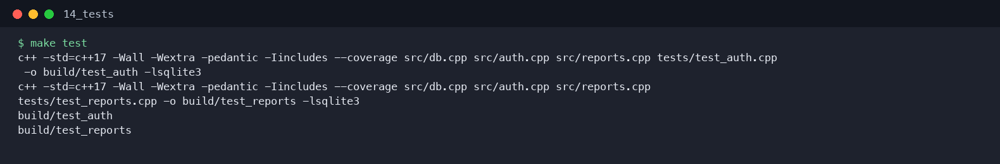 14_tests
$ make test
c++ -std=c++17 -Wall -Wextra -pedantic -Iincludes --coverage src/db.cpp src/auth.cpp src/reports.cpp tests/test_auth.cpp
 -o build/test_auth -lsqlite3
c++ -std=c++17 -Wall -Wextra -pedantic -Iincludes --coverage src/db.cpp src/auth.cpp src/reports.cpp
tests/test_reports.cpp -o build/test_reports -lsqlite3
build/test_auth
build/test_reports